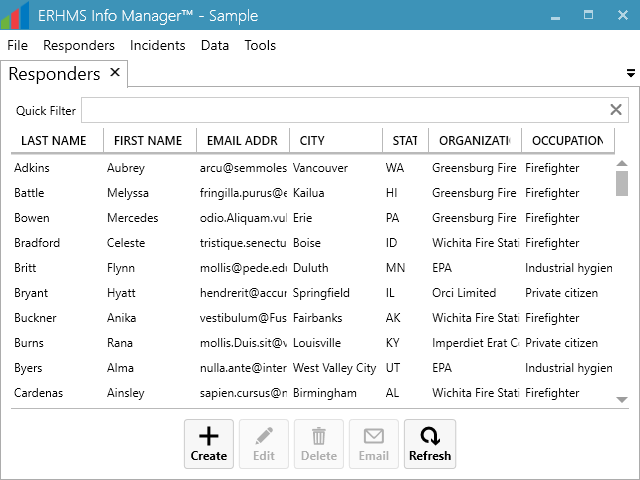 ERHMS Info Manager™ - Sample
File Responders Incidents Data Tools
Responders
Quick Filter
LAST NAME FIRST NAME EMAIL ADDR CITY STAT ORGANIZATI OCCUPATION
Adkins Aubrey arcu@semmoles Vancouver WA Greensburg Fire Firefighter
Battle Melyssa fringilla.purus@e Kailua HI Greensburg Fire Firefighter
Bowen Mercedes odio.Aliquam.vul Erie PA Greensburg Fire Firefighter
Bradford Celeste tristique.senectu Boise ID Wichita Fire Stati Firefighter
Britt Flynn mollis@pede.edu Duluth MN EPA Industrial hygien
Bryant Hyatt hendrerit@accur Springfield IL Orci Limited Private citizen
Buckner Anika vestibulum@Fus Fairbanks AK Wichita Fire Stati Firefighter
Burns Rana mollis.Duis.sit@v Louisville KY Imperdiet Erat C Private citizen
Byers Alma nulla.ante@inter West Valley City UT EPA Industrial hygien
Cardenas Ainsley sapien.cursus@n Birmingham AL Wichita Fire Stati Firefighter
Create Edit Delete Email Refresh